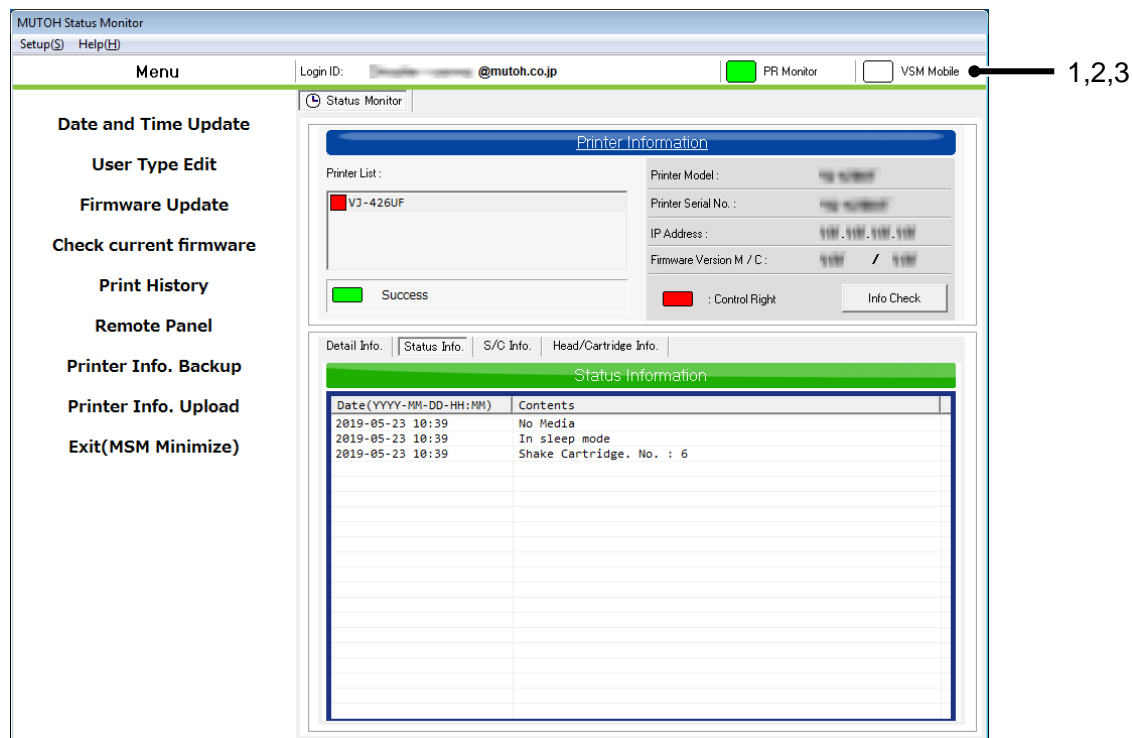 MUTOH Status Monitor
Setup(S) Help(H)
Menu
Login ID: @mutoh.co.jp PR Monitor VSM Mobile 1,2,3
Status Monitor
Date and Time Update
User Type Edit
Firmware Update
Check current firmware
Print History
Remote Panel
Printer Info. Backup
Printer Info. Upload
Exit(MSM Minimize)
Printer Information
Printer List :
VJ-426UF
Success
Printer Model :
Printer Serial No. :
IP Address :
Firmware Version M / C : /
: Control Right Info Check
Detail Info. Status Info. S/C Info. Head/Cartridge Info.
Status Information
Date(YYYY-MM-DD-HH:MM) Contents
2019-05-23 10:39 No Media
2019-05-23 10:39 In sleep mode
2019-05-23 10:39 Shake Cartridge. No. : 6